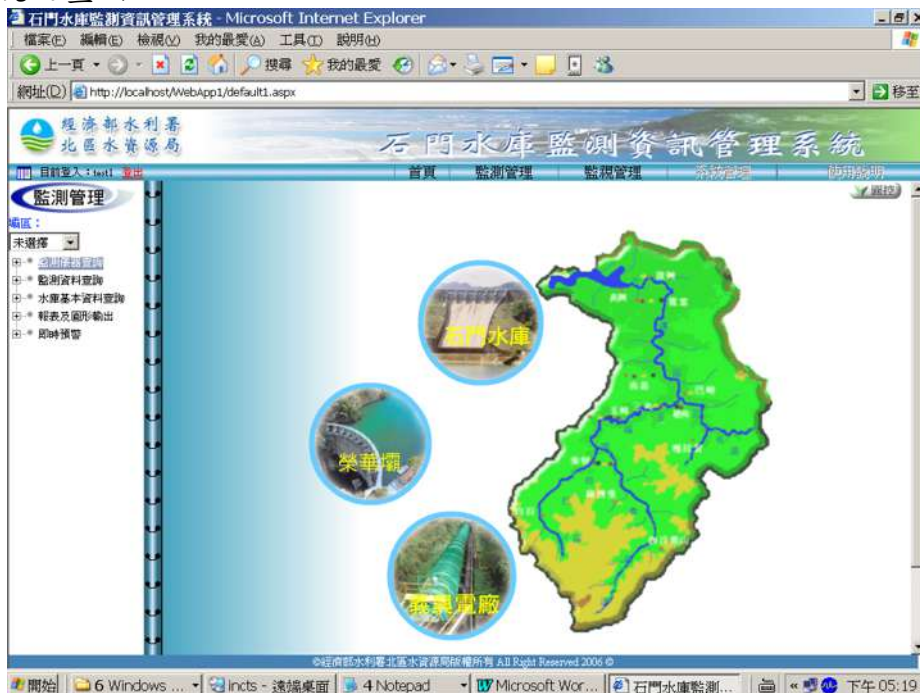 石門水庫監測資訊管理系統 - Microsoft Internet Explorer
檔案(F) 編輯(E) 檢視(V) 我的最愛(A) 工具(T) 說明(H)
上一頁 搜尋 我的最愛
網址(D) http://localhost/WebApp1/default1.aspx 移至
經濟部水利署
北區水資源局
石門水庫監測資訊管理系統
目前登入：test1 登出 首頁 監測管理 監視管理 系統管理 使用說明
監測管理
遥控
壩區：
未選擇
監測儀器查詢
監測資料查詢
水庫基本資料查詢
報表及圖形輸出
即時預警
石門水庫
榮華壩
義興電廠
©經濟部水利署北區水資源局版權所有 All Right Reserved 2006 ©
開始 6 Windows ... incts - 遠端桌面 4 Notepad Microsoft Wor... 石門水庫監測... 下午 05:19